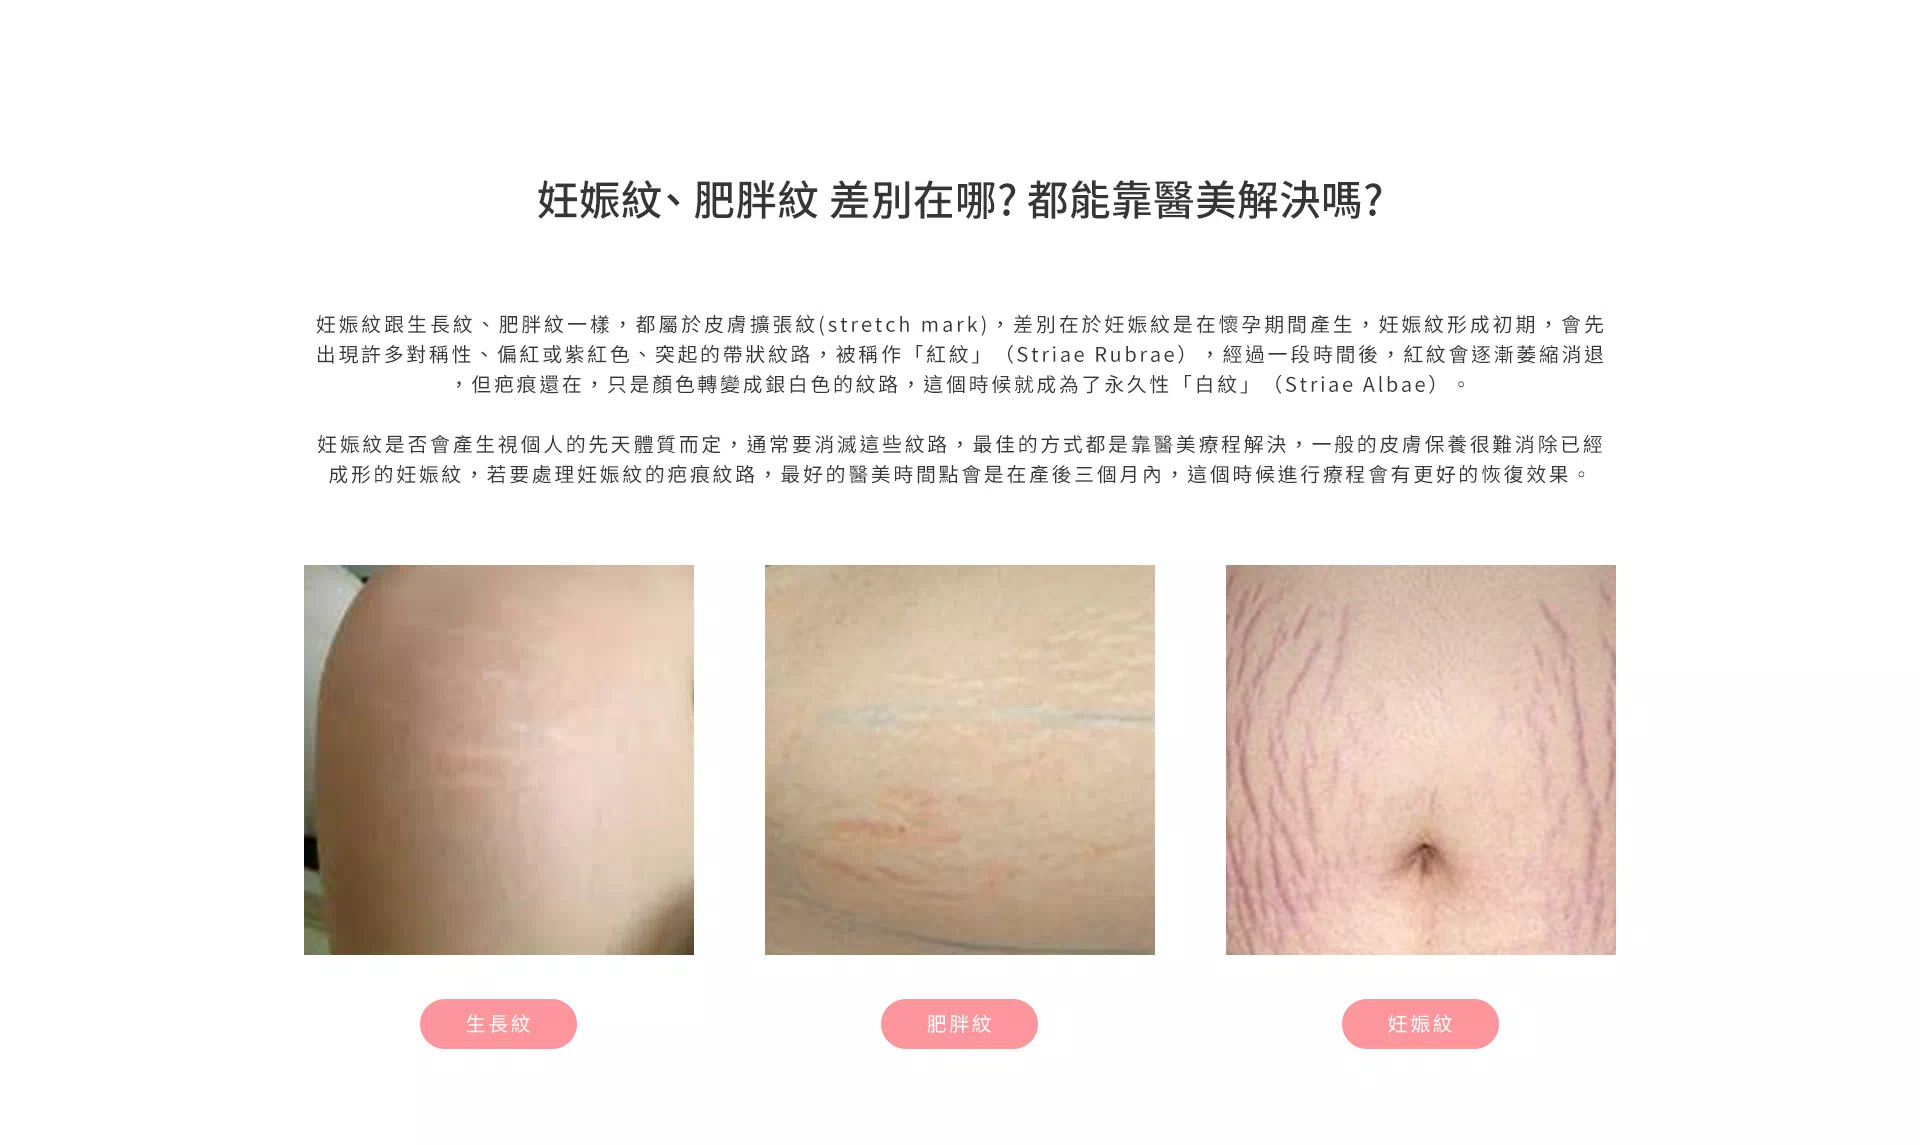 妊娠紋、肥胖紋 差別在哪? 都能靠醫美解決嗎?
妊娠紋跟生長紋、肥胖紋一樣，都屬於皮膚擴張紋(stretch mark)，差別在於妊娠紋是在懷孕期間產生，妊娠紋形成初期，會先
出現許多對稱性、偏紅或紫紅色、突起的帶狀紋路，被稱作「紅紋」（Striae Rubrae），經過一段時間後，紅紋會逐漸萎縮消退
，但疤痕還在，只是顏色轉變成銀白色的紋路，這個時候就成為了永久性「白紋」（Striae Albae）。
妊娠紋是否會產生視個人的先天體質而定，通常要消滅這些紋路，最佳的方式都是靠醫美療程解決，一般的皮膚保養很難消除已經
成形的妊娠紋，若要處理妊娠紋的疤痕紋路，最好的醫美時間點會是在產後三個月內，這個時候進行療程會有更好的恢復效果。
生長紋
肥胖紋
妊娠紋